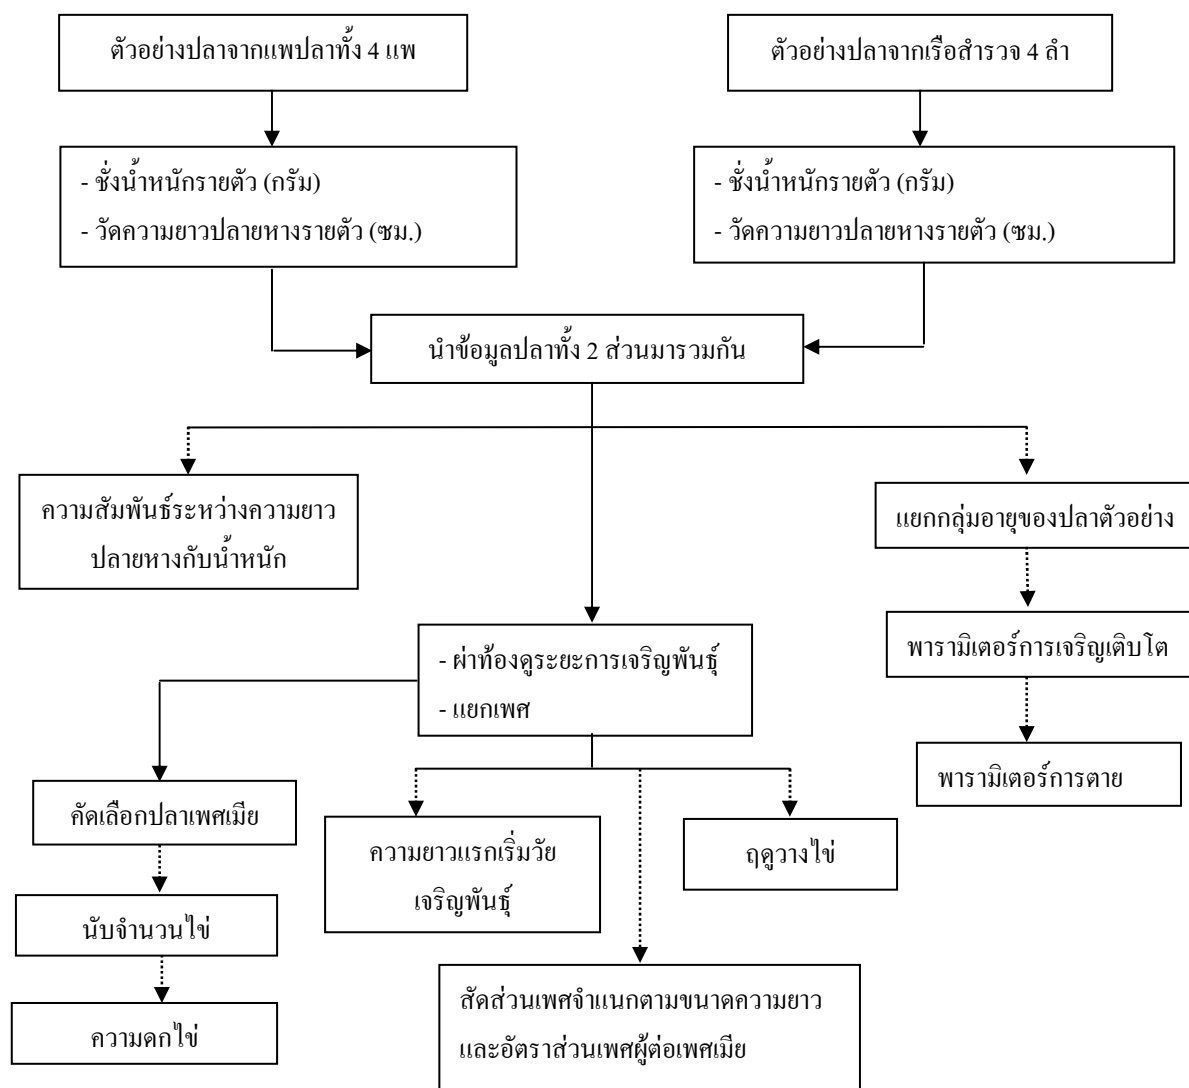 ตัวอย่างปลาจากแพปลาทั้ง 4 แพ
ตัวอย่างปลาจากเรือสำรวจ 4 ลำ
- ชั่งน้ำหนักรายตัว (กรัม)
- วัดความยาวปลายหางรายตัว (ซม.)
- ชั่งน้ำหนักรายตัว (กรัม)
- วัดความยาวปลายหางรายตัว (ซม.)
นำข้อมูลปลาทั้ง 2 ส่วนมารวมกัน
ความสัมพันธ์ระหว่างความยาว
ปลายหางกับน้ำหนัก
แยกกลุ่มอายุของปลาตัวอย่าง
พารามิเตอร์การเจริญเติบโต
พารามิเตอร์การตาย
- ผ่าท้องดูระยะการเจริญพันธุ์
- แยกเพศ
คัดเลือกปลาเพศเมีย
นับจำนวนไข่
ความดกไข่
ความยาวแรกเริ่มวัย
เจริญพันธุ์
ฤดูวางไข่
สัดส่วนเพศจำแนกตามขนาดความยาว
และอัตราส่วนเพศผู้ต่อเพศเมีย